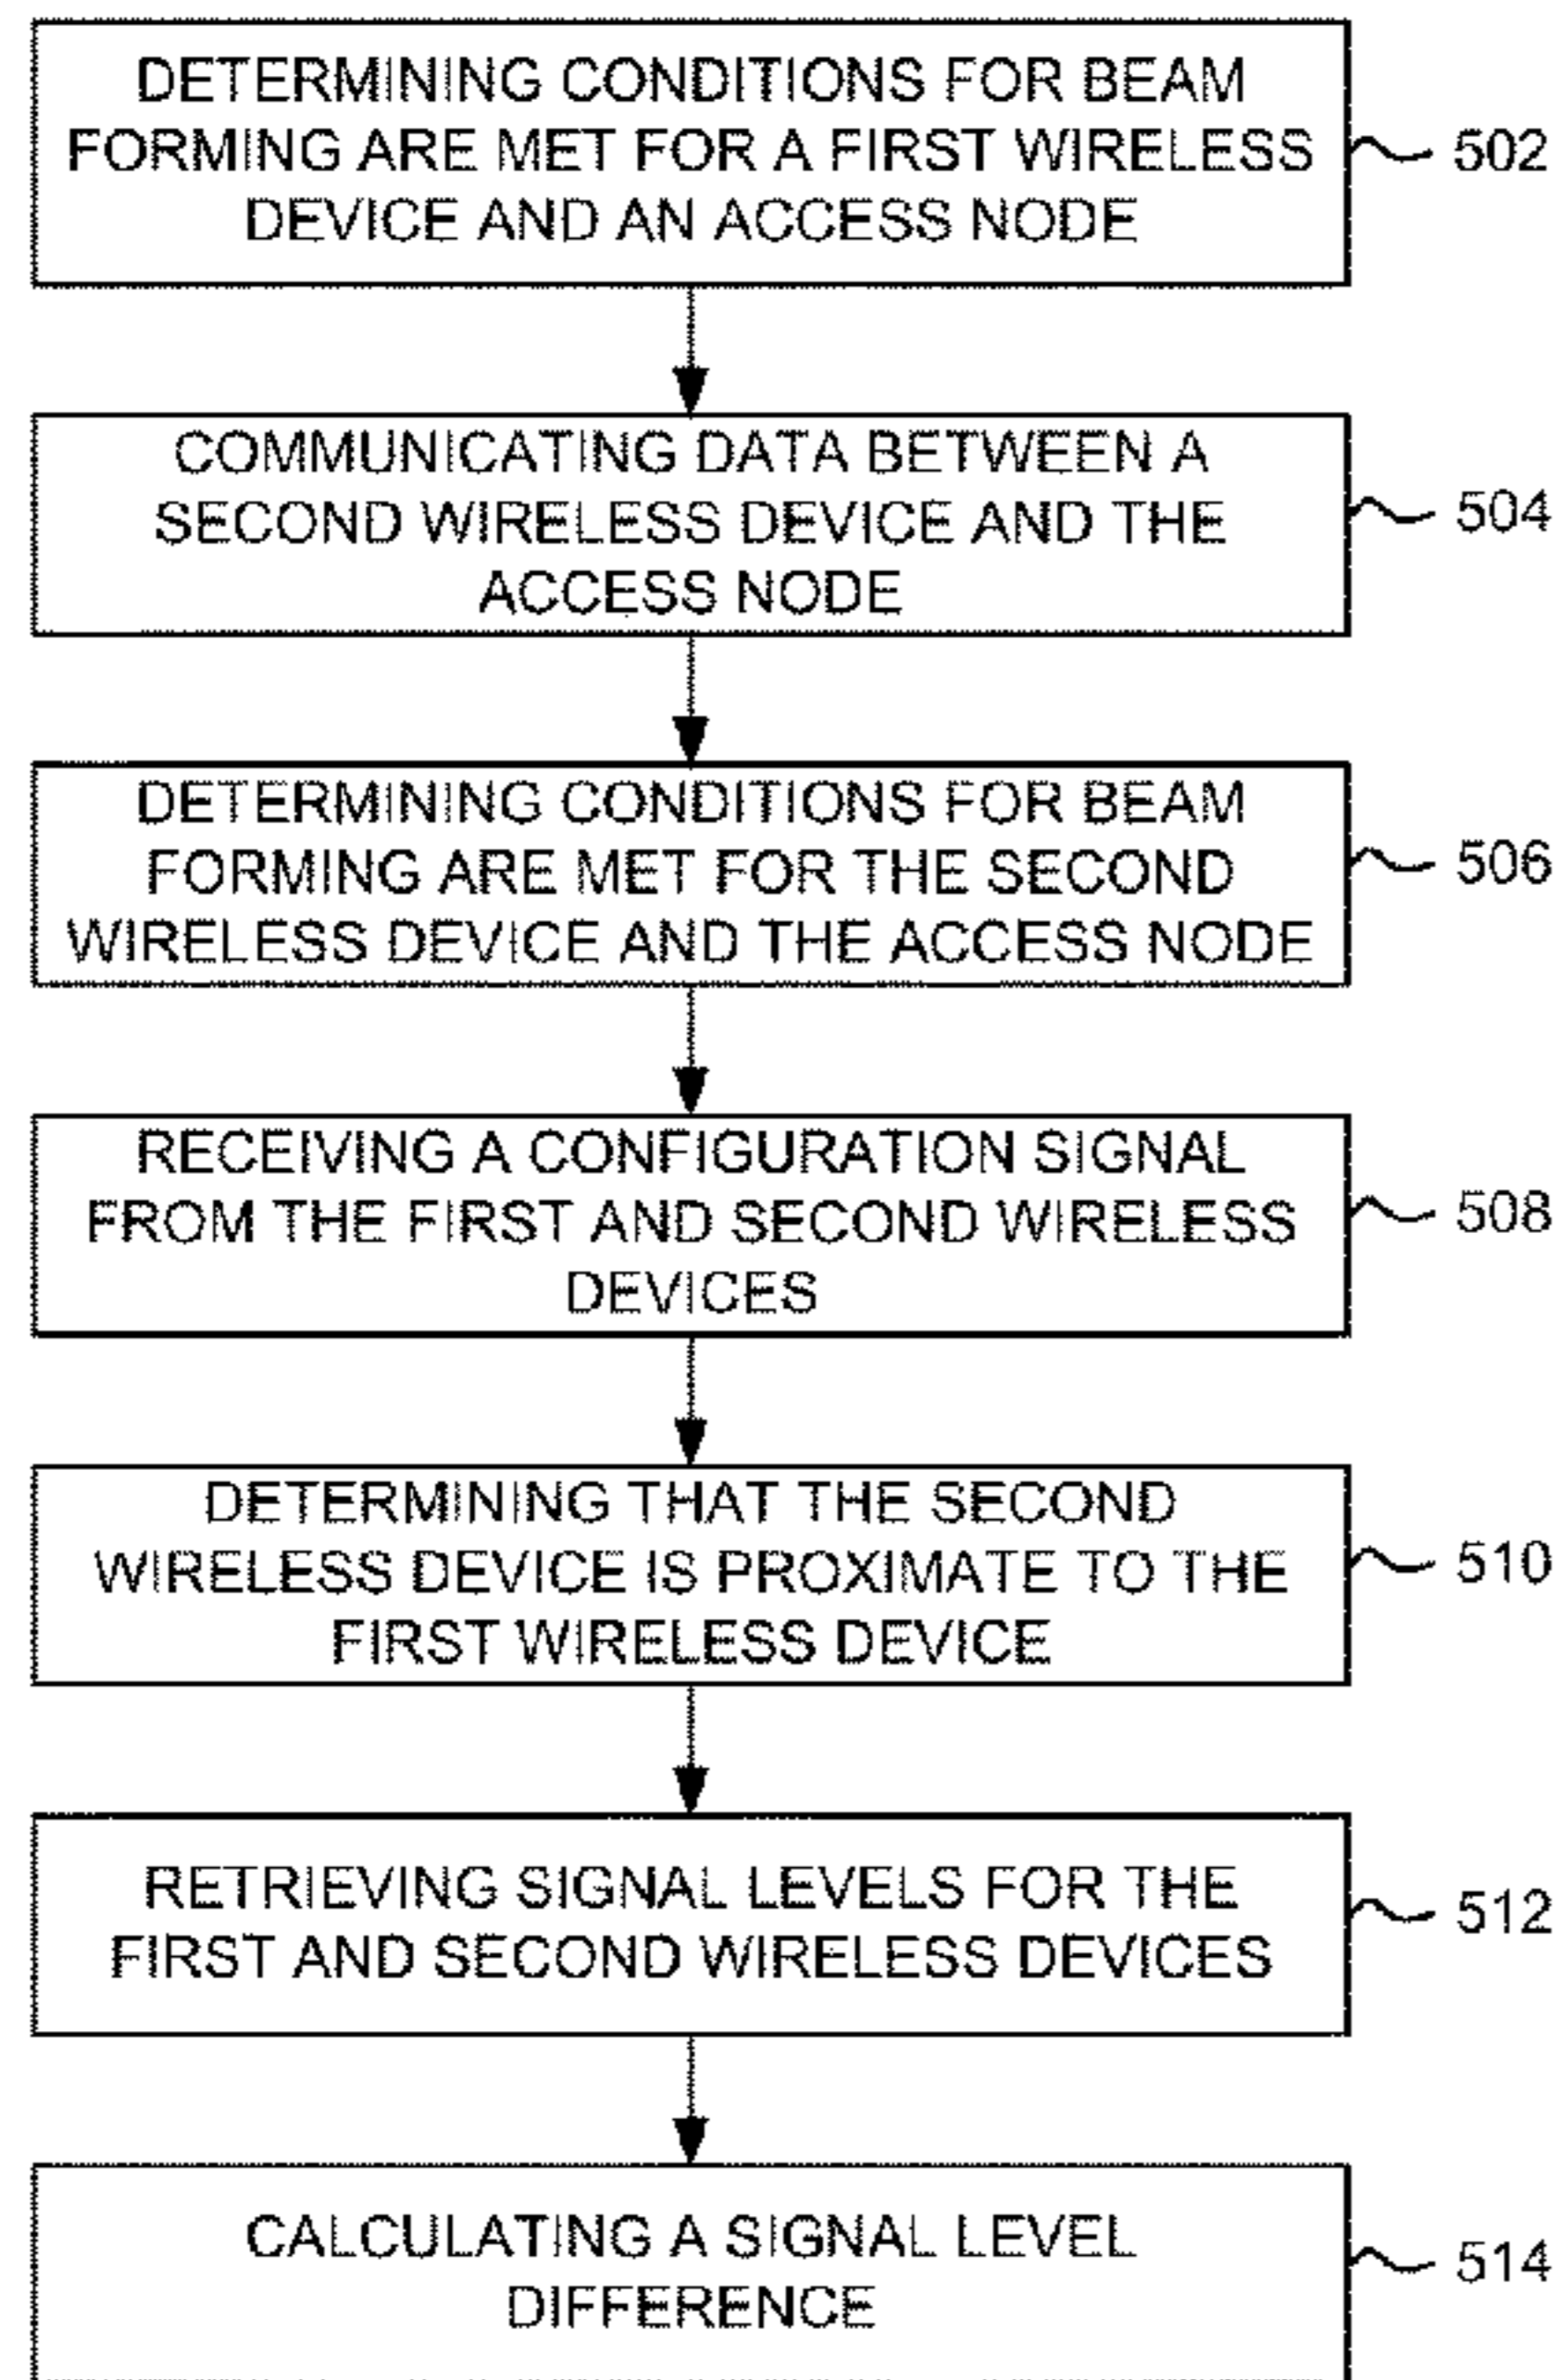 DETERMINING CONDITIONS FOR BEAM
FORMING ARE MET FOR A FIRST WIRELESS
DEVICE AND AN ACCESS NODE
502
COMMUNICATING DATA BETWEEN A
SECOND WIRELESS DEVICE AND THE
ACCESS NODE
504
DETERMINING CONDITIONS FOR BEAM
FORMING ARE MET FOR THE SECOND
WIRELESS DEVICE AND THE ACCESS NODE
506
RECEIVING A CONFIGURATION SIGNAL
FROM THE FIRST AND SECOND WIRELESS
DEVICES
508
DETERMINING THAT THE SECOND
WIRELESS DEVICE IS PROXIMATE TO THE
FIRST WIRELESS DEVICE
510
RETRIEVING SIGNAL LEVELS FOR THE
FIRST AND SECOND WIRELESS DEVICES
512
CALCULATING A SIGNAL LEVEL
DIFFERENCE
514